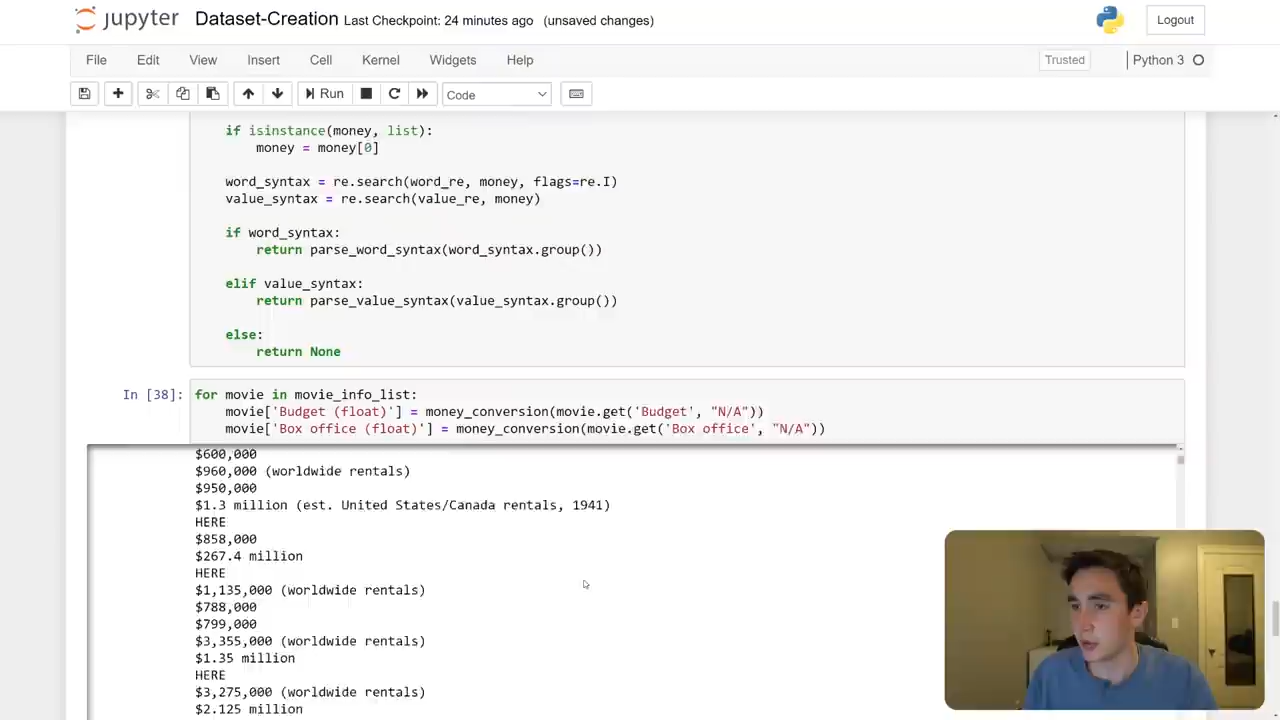 jupyter Dataset-Creation Last Checkpoint: 24 minutes ago (unsaved changes) Logout
File Edit View Insert Cell Kernel Widgets Help Trusted Python 3
Run Code
if isinstance(money, list):
money = money[0]
word_syntax = re.search(word_re, money, flags=re.I)
value_syntax = re.search(value_re, money)
if word_syntax:
return parse_word_syntax(word_syntax.group())
elif value_syntax:
return parse_value_syntax(value_syntax.group())
else:
return None
In [38]: for movie in movie_info_list:
movie['Budget (float)'] = money_conversion(movie.get('Budget', "N/A"))
movie['Box office (float)'] = money_conversion(movie.get('Box office', "N/A"))
$600,000
$960,000 (worldwide rentals)
$950,000
$1.3 million (est. United States/Canada rentals, 1941)
HERE
$858,000
$267.4 million
HERE
$1,135,000 (worldwide rentals)
$788,000
$799,000
$3,355,000 (worldwide rentals)
$1.35 million
HERE
$3,275,000 (worldwide rentals)
$2.125 million